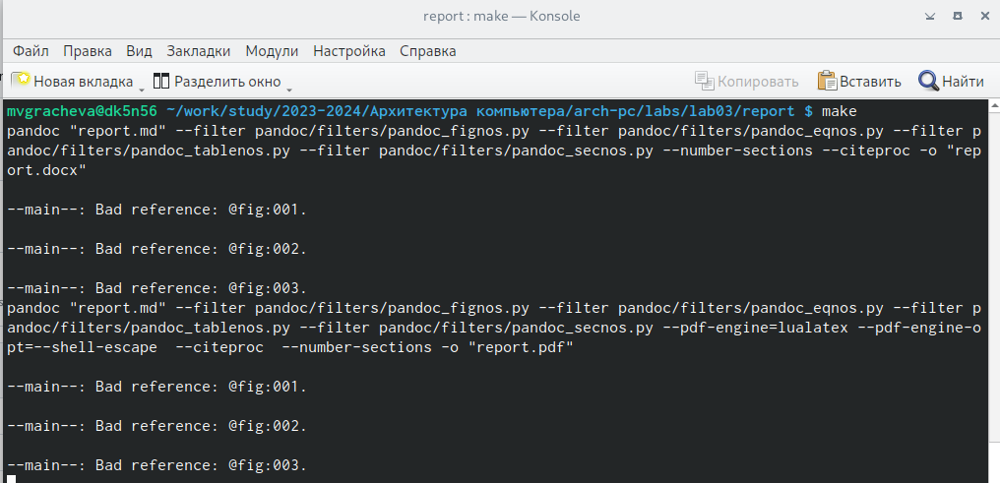 report : make — Konsole
Файл Правка Вид Закладки Модули Настройка Справка
Новая вкладка Разделить окно Копировать Вставить Найти
mvgracheva@dk5n56 ~/work/study/2023-2024/Архитектура компьютера/arch-pc/labs/lab03/report $ make
pandoc "report.md" --filter pandoc/filters/pandoc_fignos.py --filter pandoc/filters/pandoc_eqnos.py --filter p
andoc/filters/pandoc_tablenos.py --filter pandoc/filters/pandoc_secnos.py --number-sections --citeproc -o "rep
ort.docx"
--main--: Bad reference: @fig:001.
--main--: Bad reference: @fig:002.
--main--: Bad reference: @fig:003.
pandoc "report.md" --filter pandoc/filters/pandoc_fignos.py --filter pandoc/filters/pandoc_eqnos.py --filter p
andoc/filters/pandoc_tablenos.py --filter pandoc/filters/pandoc_secnos.py --pdf-engine=lualatex --pdf-engine-o
pt=--shell-escape  --citeproc  --number-sections -o "report.pdf"
--main--: Bad reference: @fig:001.
--main--: Bad reference: @fig:002.
--main--: Bad reference: @fig:003.